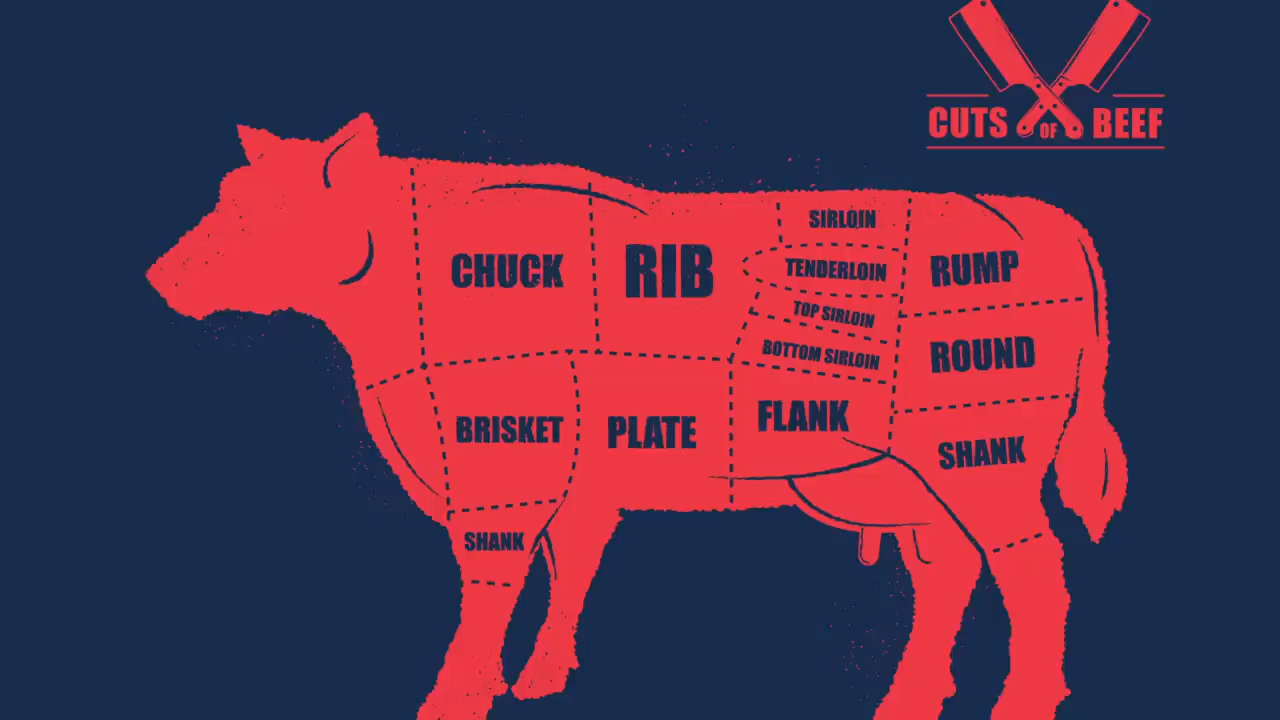 CUTS OF BEEF
SIRLOIN
CHUCK
RIB
TENDERLOIN
RUMP
TOP SIRLOIN
BOTTOM SIRLOIN
ROUND
BRISKET
PLATE
FLANK
SHANK
SHANK